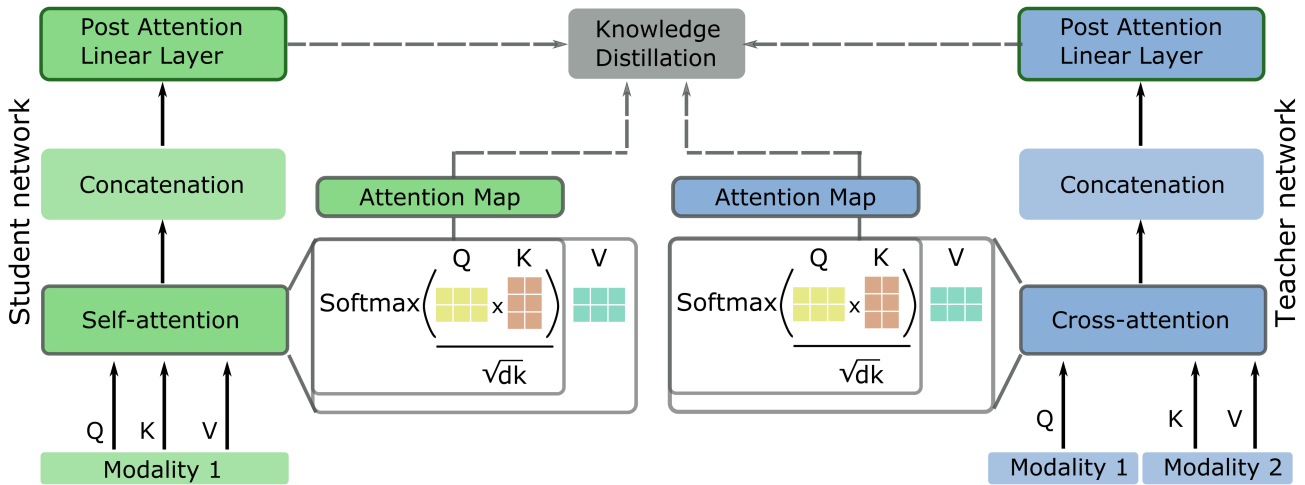 Post Attention
Linear Layer
Knowledge
Distillation
Post Attention
Linear Layer
Student network
Teacher network
Concatenation
Attention Map
Attention Map
Concatenation
Q K V
Softmax ( x )
√dk
Q K V
Softmax ( x )
√dk
Self-attention
Cross-attention
Q K V
Q K V
Modality 1
Modality 1
Modality 2